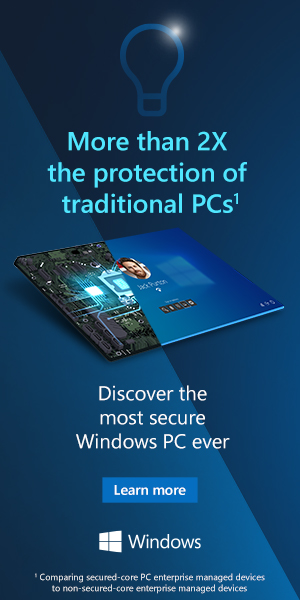 More than 2X
the protection of
traditional PCs¹
Discover the
most secure
Windows PC ever
Learn more
Windows
¹ Comparing secured-core PC enterprise managed devices
to non-secured-core enterprise managed devices